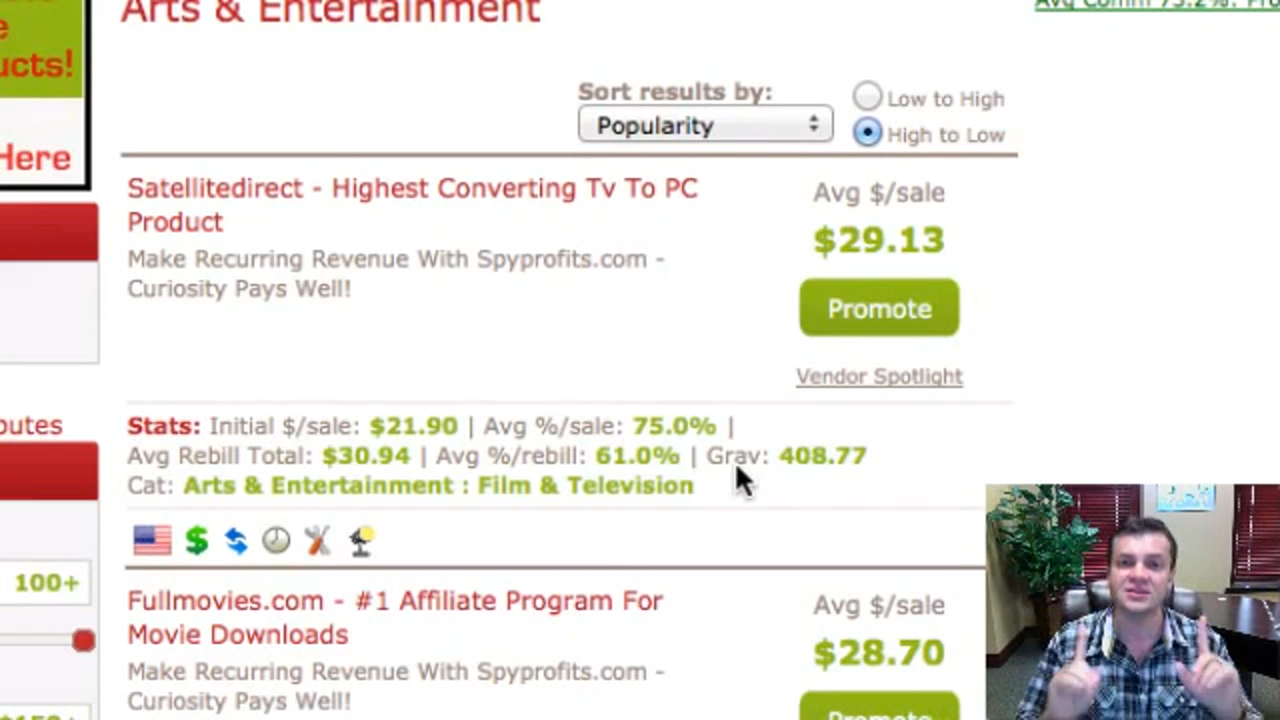 Arts & Entertainment
ucts!
Here
Sort results by:
Popularity
Low to High
High to Low
Satellitedirect - Highest Converting Tv To PC
Product
Make Recurring Revenue With Spyprofits.com -
Curiosity Pays Well!
Avg $/sale
$29.13
Promote
Vendor Spotlight
Stats: Initial $/sale: $21.90 | Avg %/sale: 75.0% |
Avg Rebill Total: $30.94 | Avg %/rebill: 61.0% | Grav: 408.77
Cat: Arts & Entertainment : Film & Television
100+
Fullmovies.com - #1 Affiliate Program For
Movie Downloads
Make Recurring Revenue With Spyprofits.com -
Curiosity Pays Well!
Avg $/sale
$28.70
Promote